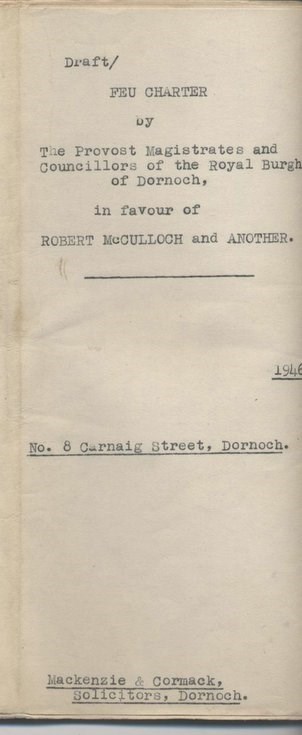 Draft/
FEU CHARTER
by
The Provost Magistrates and
Councillors of the Royal Burgh
of Dornoch,
in favour of
ROBERT McCULLOCH and ANOTHER.
1946
No. 8 Carnaig Street, Dornoch.
Mackenzie & Cormack,
Solicitors, Dornoch.